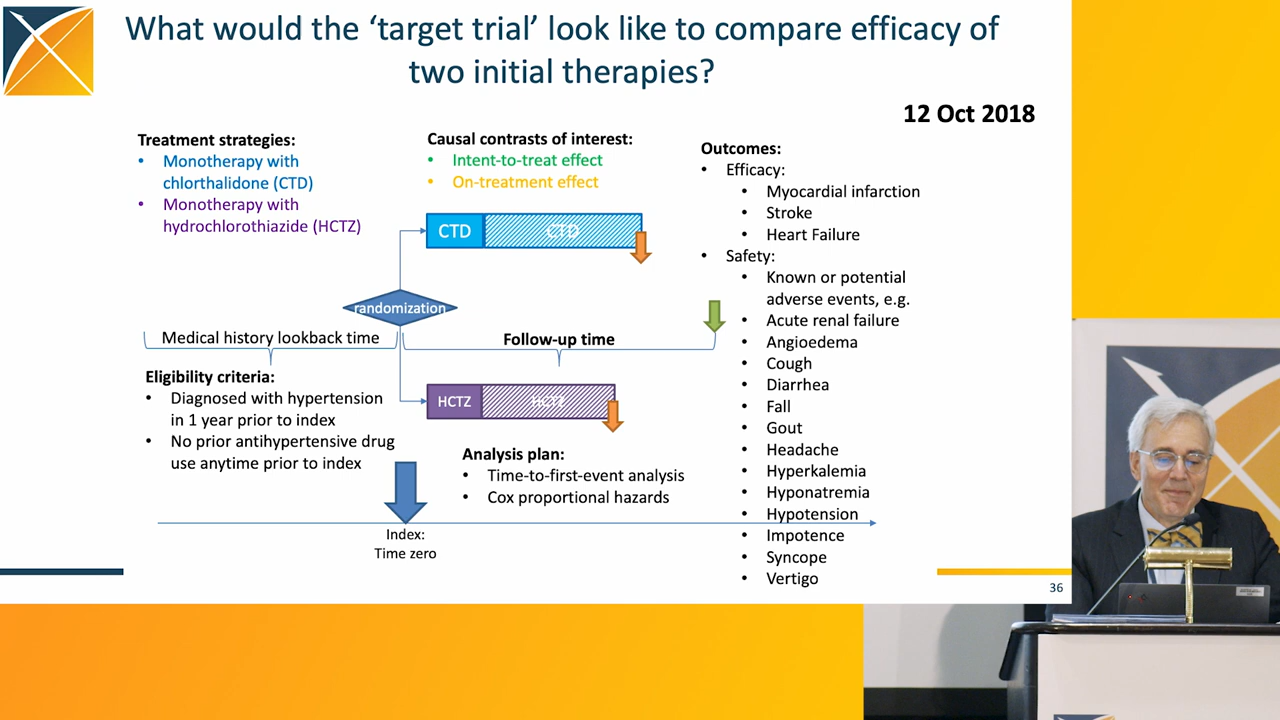 What would the ‘target trial’ look like to compare efficacy of
two initial therapies?
12 Oct 2018
Treatment strategies:
• Monotherapy with
chlorthalidone (CTD)
• Monotherapy with
hydrochlorothiazide (HCTZ)
Causal contrasts of interest:
• Intent-to-treat effect
• On-treatment effect
CTD
CTD
randomization
Medical history lookback time
Follow-up time
Eligibility criteria:
• Diagnosed with hypertension
in 1 year prior to index
• No prior antihypertensive drug
use anytime prior to index
HCTZ
HCTZ
Analysis plan:
• Time-to-first-event analysis
• Cox proportional hazards
Index:
Time zero
Outcomes:
• Efficacy:
• Myocardial infarction
• Stroke
• Heart Failure
• Safety:
• Known or potential
adverse events, e.g.
• Acute renal failure
• Angioedema
• Cough
• Diarrhea
• Fall
• Gout
• Headache
• Hyperkalemia
• Hyponatremia
• Hypotension
• Impotence
• Syncope
• Vertigo
36